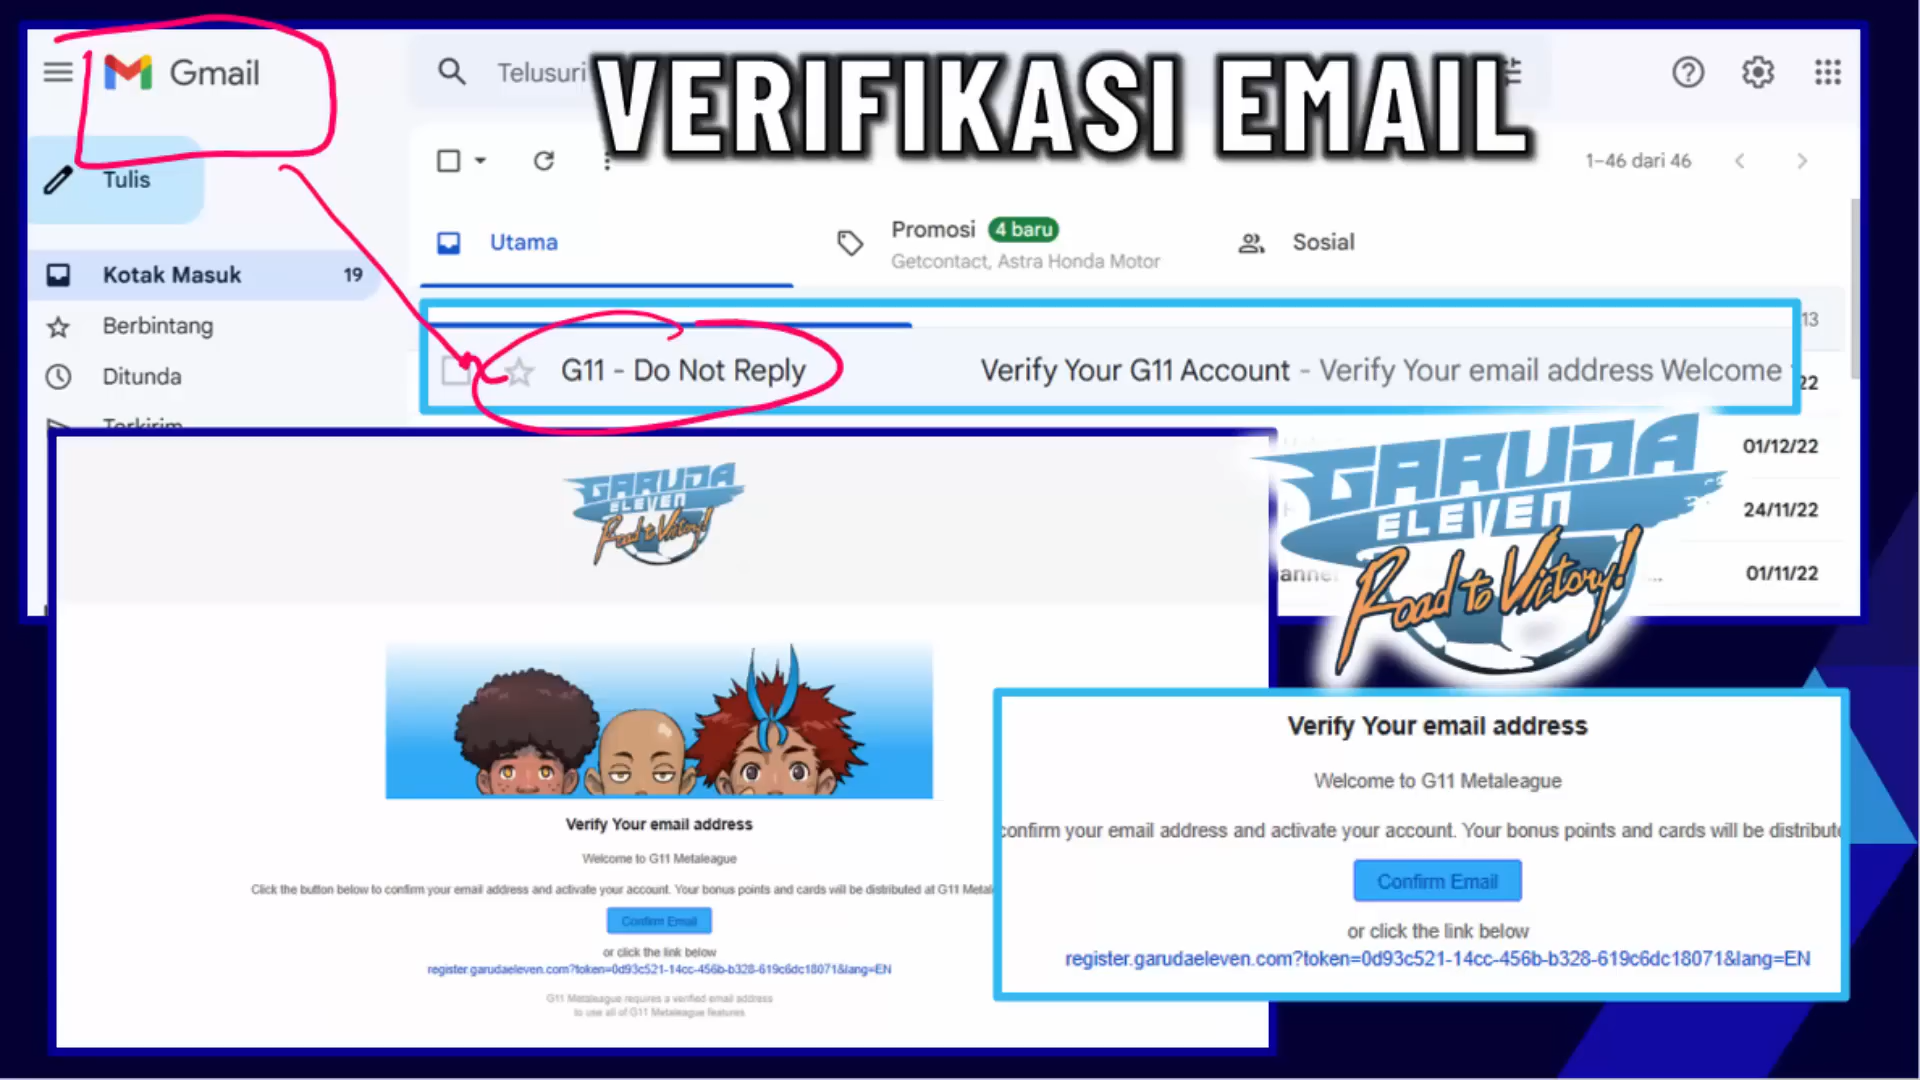 Gmail
Telusuri
VERIFIKASI EMAIL
Tulis
1–46 dari 46
Utama
Promosi 4 baru
Getcontact, Astra Honda Motor
Sosial
Kotak Masuk 19
Berbintang
Ditunda
Terkirim
13
G11 - Do Not Reply
Verify Your G11 Account - Verify Your email address Welcome
22
01/12/22
24/11/22
01/11/22
GARUDA
ELEVEN
Road to Victory!
GARUDA
ELEVEN
Road to Victory!
Verify Your email address
Welcome to G11 Metaleague
Click the button below to confirm your email address and activate your account. Your bonus points and cards will be distributed at G11 Metal
Confirm Email
or click the link below
register.garudaeleven.com?token=0d93c521-14cc-456b-b328-619c6dc18071&lang=EN
G11 Metaleague requires a verified email address
to use all of G11 Metaleague features
Verify Your email address
Welcome to G11 Metaleague
confirm your email address and activate your account. Your bonus points and cards will be distribute
Confirm Email
or click the link below
register.garudaeleven.com?token=0d93c521-14cc-456b-b328-619c6dc18071&lang=EN